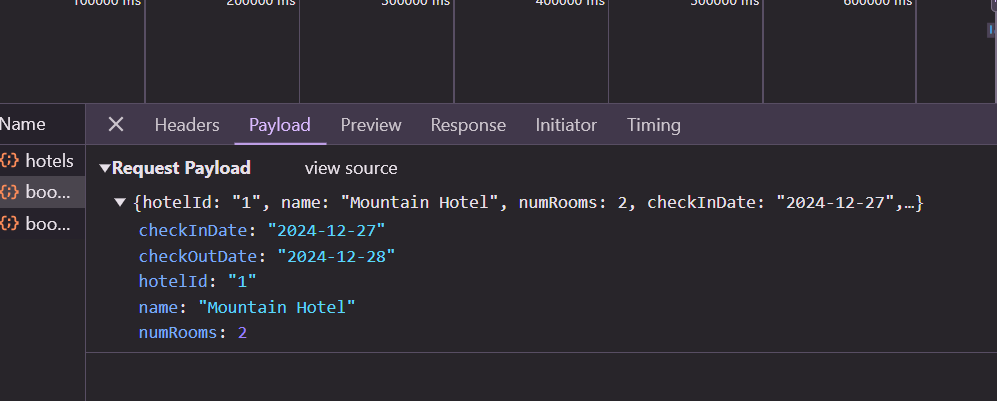 100000 ms 200000 ms 300000 ms 400000 ms 500000 ms 600000 ms
Name
× Headers Payload Preview Response Initiator Timing
hotels
boo...
boo...
▼Request Payload view source
▼ {hotelId: "1", name: "Mountain Hotel", numRooms: 2, checkInDate: "2024-12-27",…}
checkInDate: "2024-12-27"
checkOutDate: "2024-12-28"
hotelId: "1"
name: "Mountain Hotel"
numRooms: 2